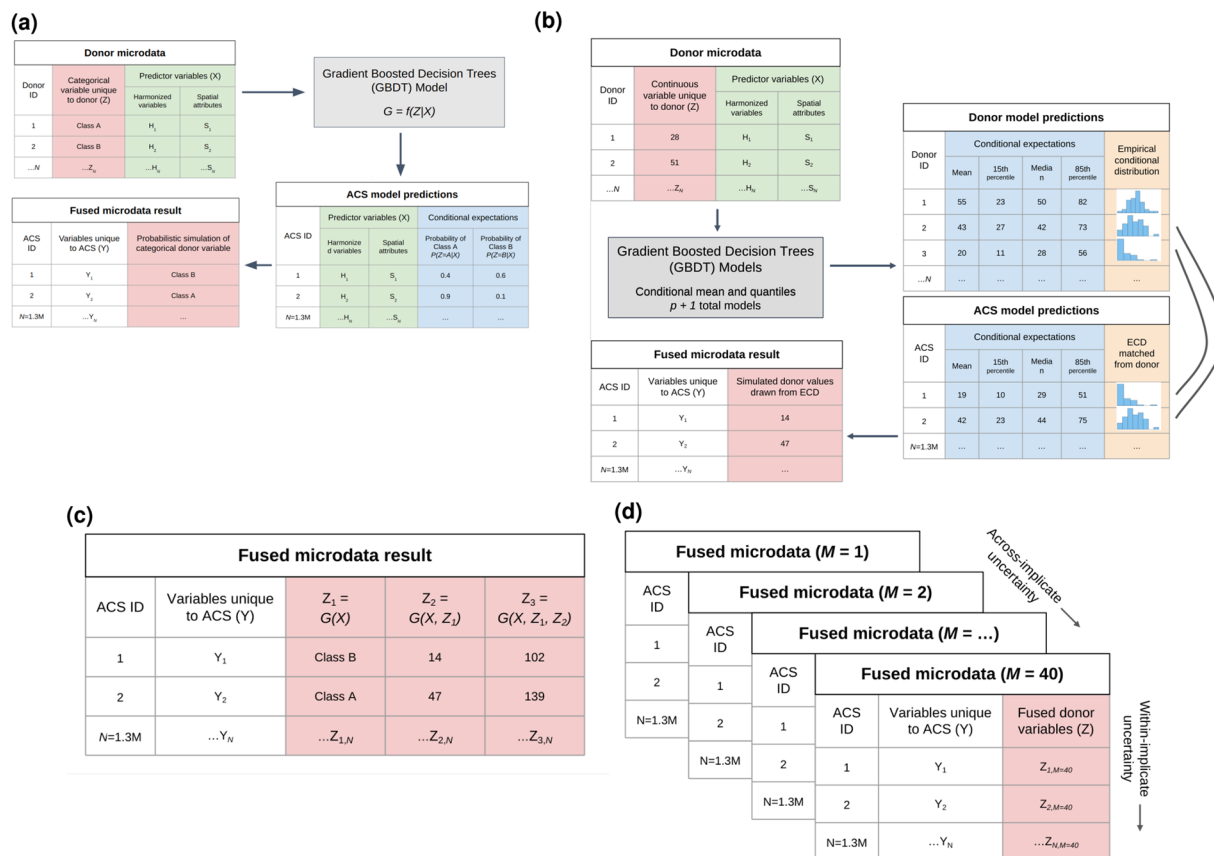 (a)
Donor microdata
Donor ID
Categorical variable unique to donor (Z)
Predictor variables (X)
Harmonized variables
Spatial attributes
1 Class A H1 S1
2 Class B H2 S2
...N ...ZN ...HN ...SN
Gradient Boosted Decision Trees
(GBDT) Model
G = f(Z|X)
ACS model predictions
ACS ID
Predictor variables (X)
Conditional expectations
Harmonize
d variables
Spatial
attributes
Probability of
Class A
P(Z=A|X)
Probability of
Class B
P(Z=B|X)
1 H1 S1 0.4 0.6
2 H2 S2 0.9 0.1
N=1.3M ...HN ...SN ... ...
Fused microdata result
ACS
ID
Variables unique
to ACS (Y)
Probabilistic simulation of
categorical donor variable
1 Y1 Class B
2 Y2 Class A
N=1.3M ...YN ...
(b)
Donor microdata
Donor
ID
Continuous
variable unique
to donor (Z)
Predictor variables (X)
Harmonized
variables
Spatial
attributes
1 28 H1 S1
2 51 H2 S2
...N ...ZN ...HN ...SN
Gradient Boosted Decision Trees
(GBDT) Models
Conditional mean and quantiles
p + 1 total models
Donor model predictions
Donor
ID
Conditional expectations
Empirical
conditional
distribution
Mean
15th
percentile
Media
n
85th
percentile
1 55 23 50 82
2 43 27 42 73
3 20 11 28 56
...N ... ... ... ... ...
ACS model predictions
ACS
ID
Conditional expectations
ECD
matched
from donor
Mean
15th
percentile
Media
n
85th
percentile
1 19 10 29 51
2 42 23 44 75
N=1.3M ... ... ... ... ...
Fused microdata result
ACS ID
Variables unique
to ACS (Y)
Simulated donor values
drawn from ECD
1 Y1 14
2 Y2 47
N=1.3M ...YN ...
(c)
Fused microdata result
ACS ID
Variables unique
to ACS (Y)
Z1 =
G(X)
Z2 =
G(X, Z1)
Z3 =
G(X, Z1, Z2)
1 Y1 Class B 14 102
2 Y2 Class A 47 139
N=1.3M ...YN ...Z1,N ...Z2,N ...Z3,N
(d)
Fused microdata (M = 1)
ACS
ID
1
2
N=1.3M
Fused microdata (M = 2)
ACS
ID
1
2
N=1.3M
Fused microdata (M = ...)
ACS
ID
1
2
N=1.3M
Fused microdata (M = 40)
ACS
ID
Variables unique
to ACS (Y)
Fused donor
variables (Z)
1 Y1 Z1,M=40
2 Y2 Z2,M=40
N=1.3M ...YN ...ZN,M=40
Across-implicate
uncertainty
Within-implicate
uncertainty